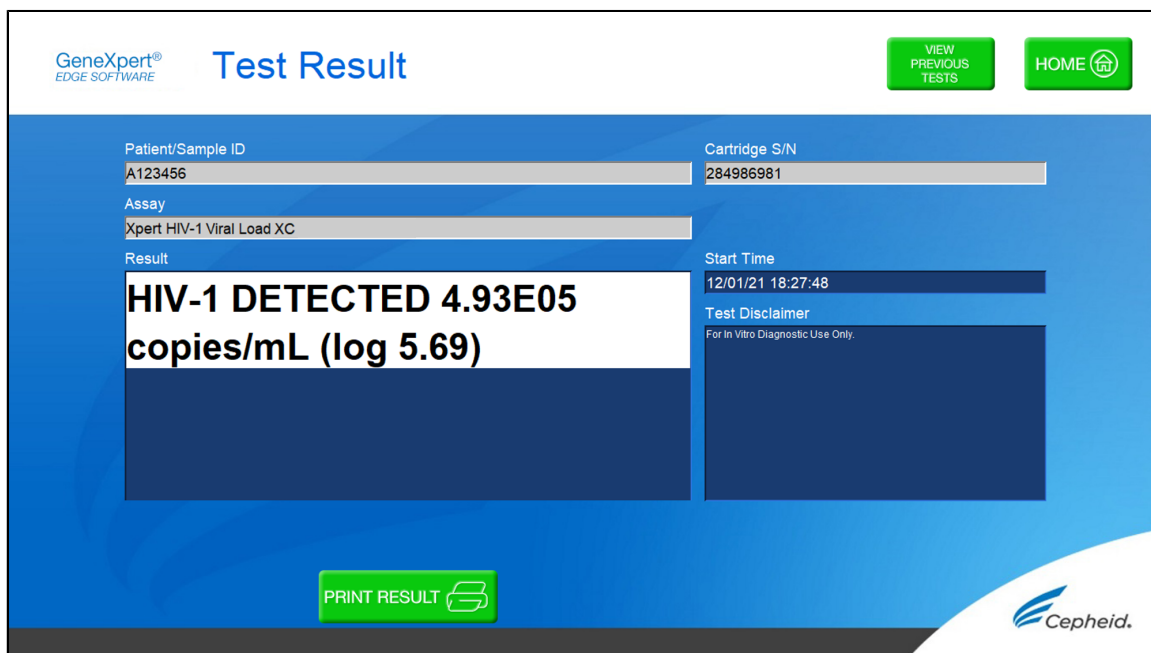 GeneXpert®
EDGE SOFTWARE
Test Result
VIEW
PREVIOUS
TESTS
HOME
Patient/Sample ID
A123456
Cartridge S/N
284986981
Assay
Xpert HIV-1 Viral Load XC
Result
HIV-1 DETECTED 4.93E05
copies/mL (log 5.69)
Start Time
12/01/21 18:27:48
Test Disclaimer
For In Vitro Diagnostic Use Only.
PRINT RESULT
Cepheid.